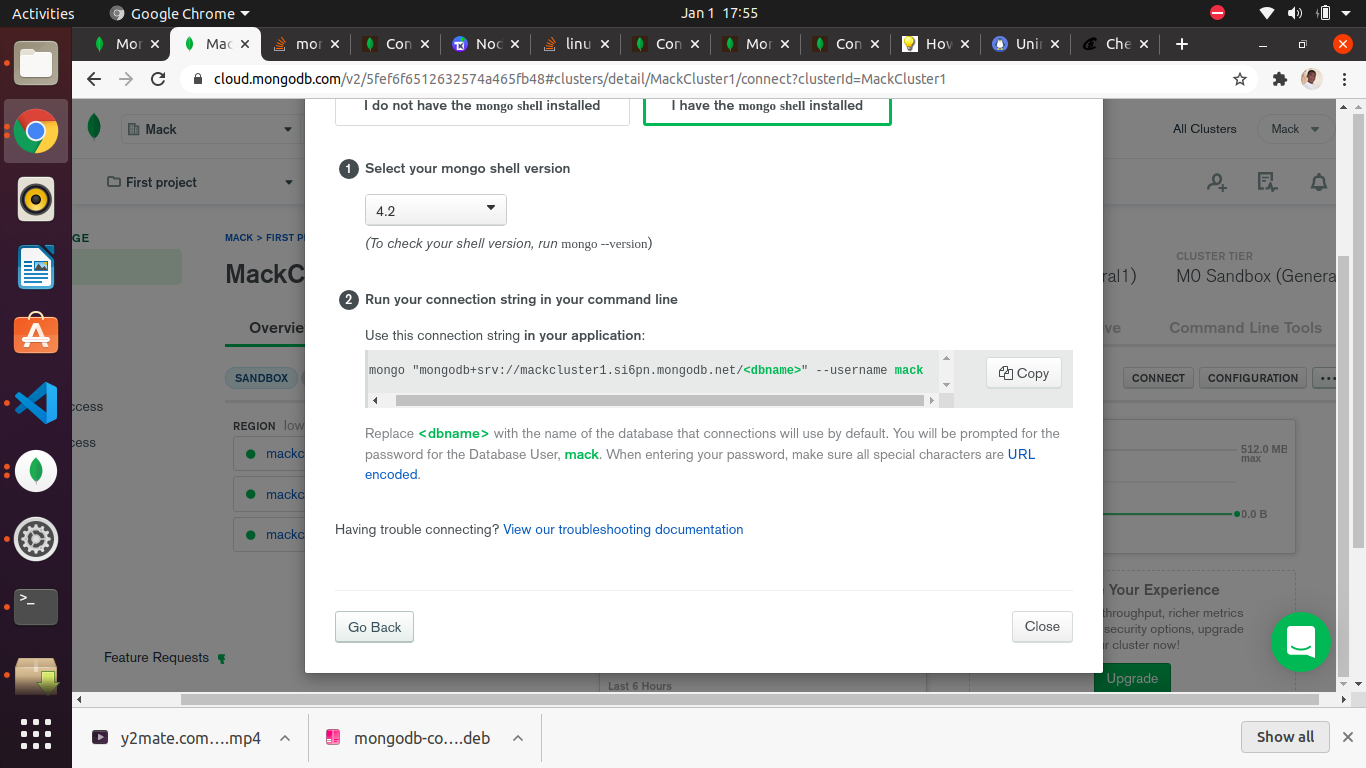 Activities
Google Chrome
Jan 1 17:55
Mor
Mac
mor
Con
Noc
linu
Con
Mor
Con
Hov
Unir
Che
cloud.mongodb.com/v2/5fef6f6512632574a465fb48#clusters/detail/MackCluster1/connect?clusterId=MackCluster1
I do not have the mongo shell installed
I have the mongo shell installed
Mack
All Clusters
Mack
First project
1 Select your mongo shell version
4.2
(To check your shell version, run mongo --version)
GE
MACK > FIRST P
MackC
ral1)
CLUSTER TIER
M0 Sandbox (Genera
2 Run your connection string in your command line
Overvie
ve
Command Line Tools
Use this connection string in your application:
mongo "mongodb+srv://mackcluster1.si6pn.mongodb.net/<dbname>" --username mack
Copy
SANDBOX
CONNECT
CONFIGURATION
...
ccess
REGION low
ess
mackc
mackc
mackc
Replace <dbname> with the name of the database that connections will use by default. You will be prompted for the
password for the Database User, mack. When entering your password, make sure all special characters are URL
encoded.
512.0 MB
max
0.0 B
Having trouble connecting? View our troubleshooting documentation
Your Experience
throughput, richer metrics
security options, upgrade
r cluster now!
Go Back
Close
Feature Requests
Upgrade
Last 6 Hours
y2mate.com....mp4
mongodb-co....deb
Show all